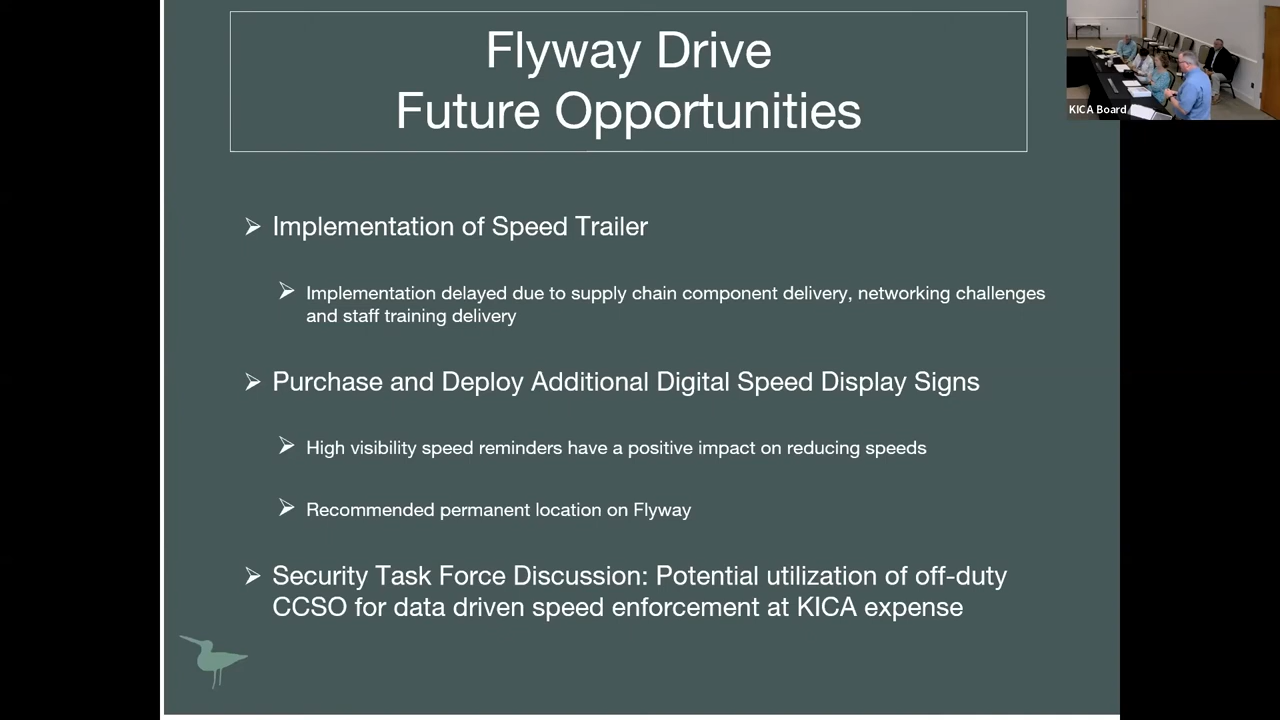 Flyway Drive
Future Opportunities
KICA Board
➢ Implementation of Speed Trailer
➢ Implementation delayed due to supply chain component delivery, networking challenges
and staff training delivery
➢ Purchase and Deploy Additional Digital Speed Display Signs
➢ High visibility speed reminders have a positive impact on reducing speeds
➢ Recommended permanent location on Flyway
➢ Security Task Force Discussion: Potential utilization of off-duty
CCSO for data driven speed enforcement at KICA expense